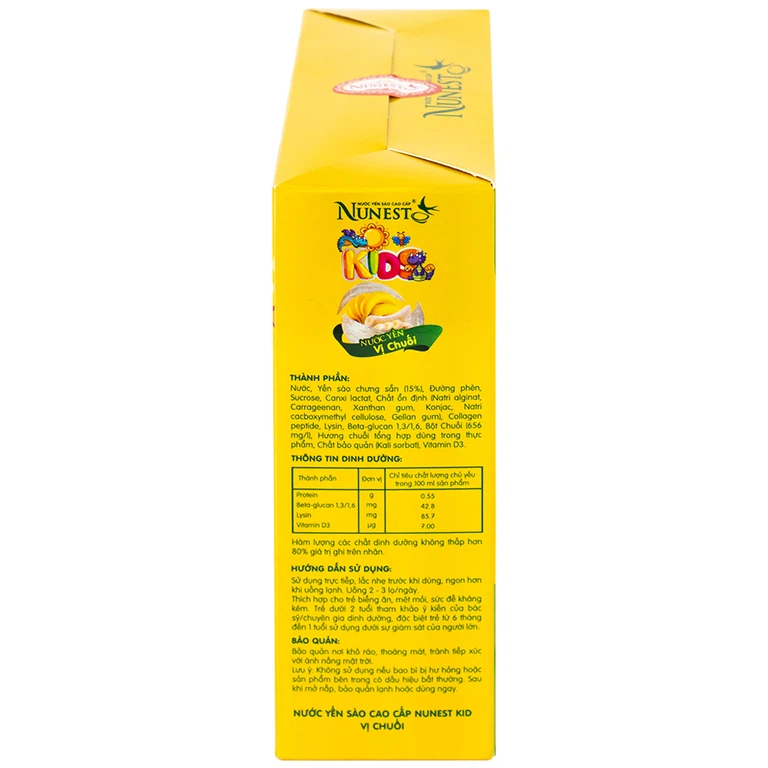 NUNEST
NUNEST
NƯỚC YẾN SÀO CAO CẤP
NUNEST®
KIDS
NƯỚC YẾN
Vị Chuối
THÀNH PHẦN:
Nước, Yến sào chưng sẵn (15%), Đường phèn,
Sucrose, Canxi lactat, Chất ổn định (Natri alginat,
Carrageenan, Xanthan gum, Konjac, Natri
cacboxymethyl cellulose, Gellan gum), Collagen
peptide, Lysin, Beta-glucan 1,3/1,6, Bột Chuối (656
mg/l), Hương chuối tổng hợp dùng trong thực
phẩm, Chất bảo quản (Kali sorbat), Vitamin D3.
THÔNG TIN DINH DƯỠNG:
Thành phần Đơn vị Chỉ tiêu chất lượng chủ yếu
trong 100 ml sản phẩm
Protein g 0.55
Beta-glucan 1,3/1,6 mg 42.8
Lysin mg 85.7
Vitamin D3 µg 7.00
Hàm lượng các chất dinh dưỡng không thấp hơn
80% giá trị ghi trên nhãn.
HƯỚNG DẪN SỬ DỤNG:
Sử dụng trực tiếp, lắc nhẹ trước khi dùng, ngon hơn
khi uống lạnh. Uống 2 - 3 lọ/ngày.
Thích hợp cho trẻ biếng ăn, mệt mỏi, sức đề kháng
kém. Trẻ dưới 2 tuổi tham khảo ý kiến của bác
sỹ/chuyên gia dinh dưỡng, đặc biệt trẻ từ 6 tháng
đến 1 tuổi sử dụng dưới sự giám sát của người lớn.
BẢO QUẢN:
Bảo quản nơi khô ráo, thoáng mát, tránh tiếp xúc
với ánh nắng mặt trời.
Lưu ý: Không sử dụng nếu bao bì bị hư hỏng hoặc
sản phẩm bên trong có dấu hiệu bất thường. Sau
khi mở nắp, bảo quản lạnh hoặc dùng ngay.
NƯỚC YẾN SÀO CAO CẤP NUNEST KID
VỊ CHUỐI